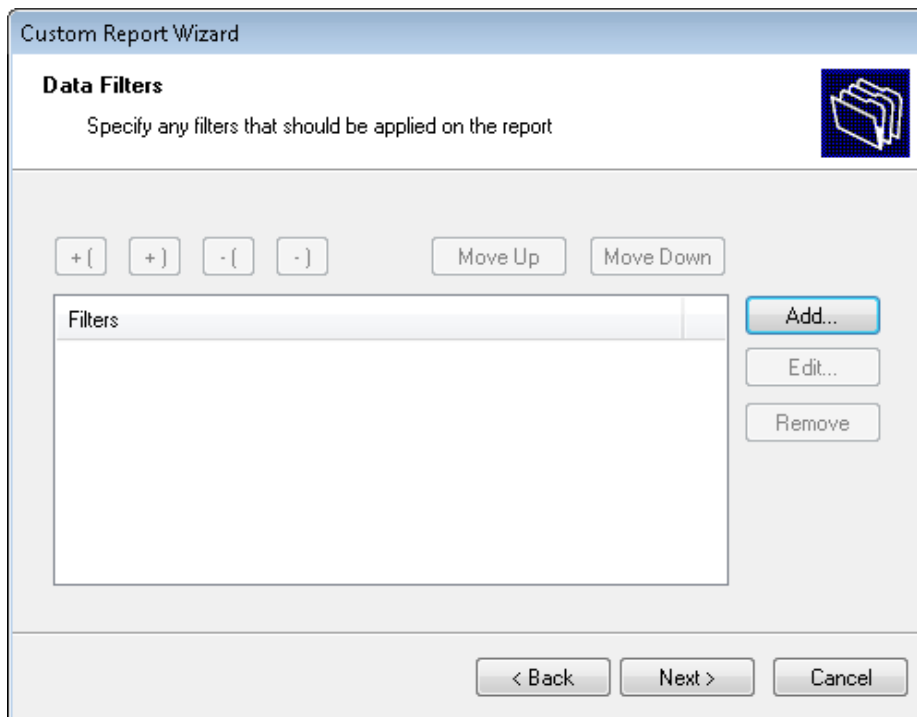 Custom Report Wizard
Data Filters
Specify any filters that should be applied on the report
+ ( + ) - ( - ) Move Up Move Down
Filters
Add...
Edit...
Remove
< Back Next > Cancel